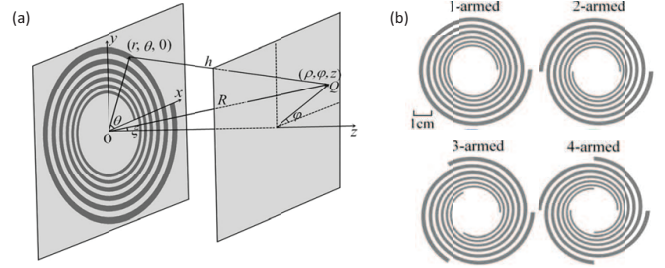 (a)
y
(r, θ, 0)
h
(ρ,φ,z)
Q
R
x
θ
φ
O
ξ
z
(b)
1-armed
2-armed
1cm
3-armed
4-armed